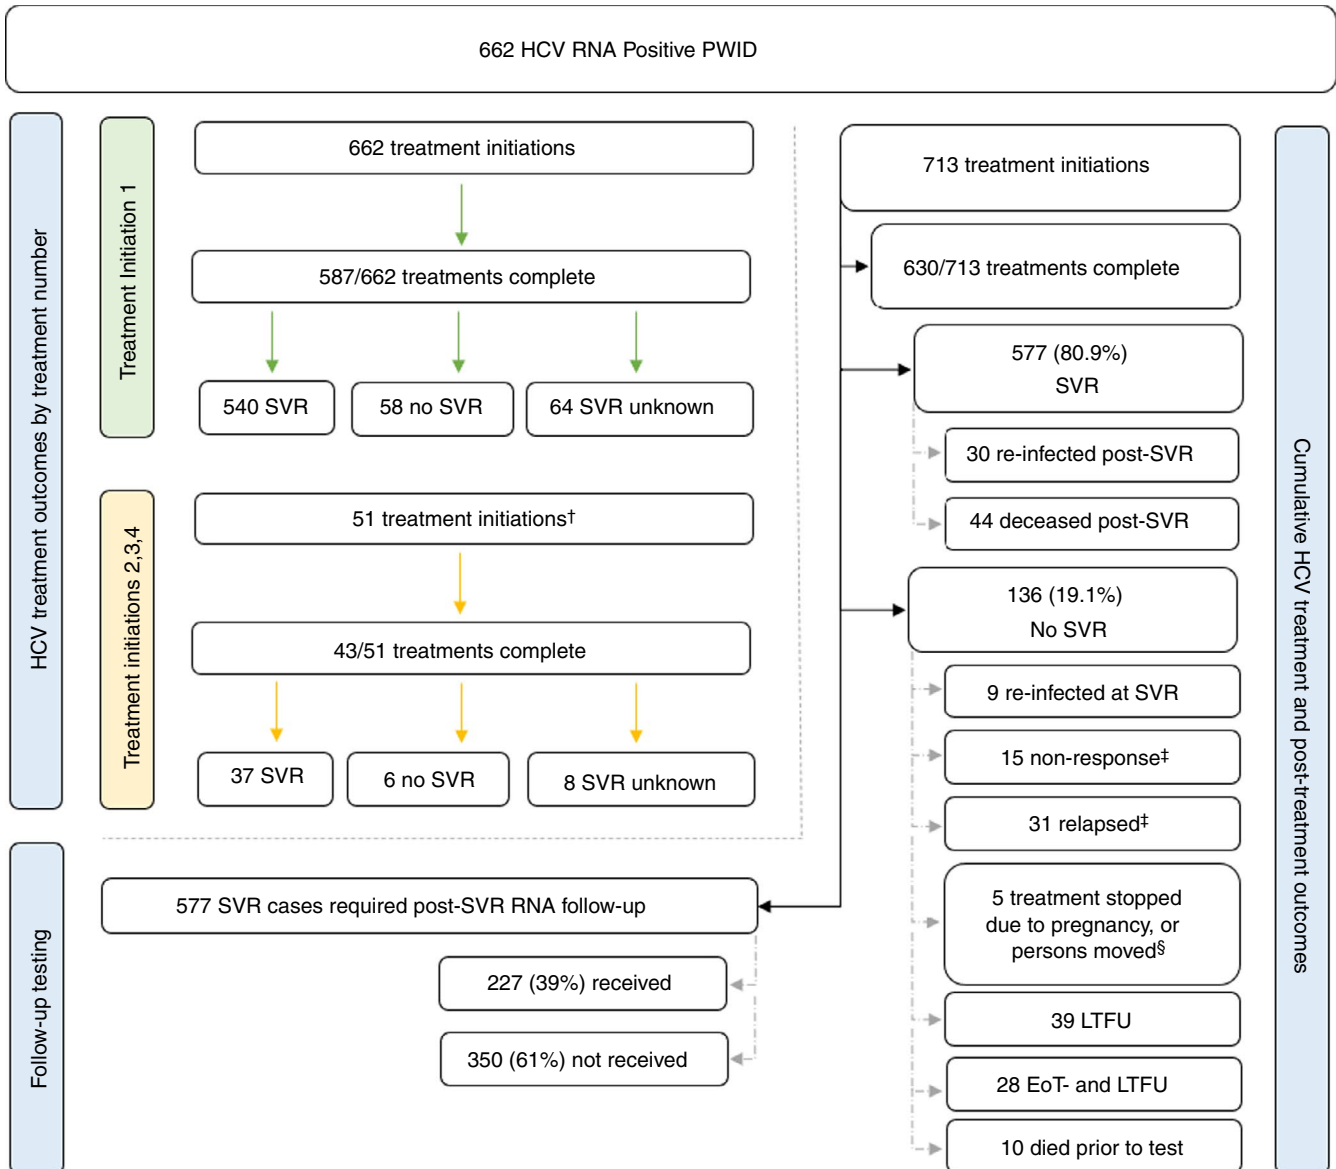 662 HCV RNA Positive PWID
HCV treatment outcomes by treatment number
Treatment Initiation 1
662 treatment initiations
587/662 treatments complete
540 SVR
58 no SVR
64 SVR unknown
Treatment initiations 2,3,4
51 treatment initiations†
43/51 treatments complete
37 SVR
6 no SVR
8 SVR unknown
Follow-up testing
577 SVR cases required post-SVR RNA follow-up
227 (39%) received
350 (61%) not received
Cumulative HCV treatment and post-treatment outcomes
713 treatment initiations
630/713 treatments complete
577 (80.9%)
SVR
30 re-infected post-SVR
44 deceased post-SVR
136 (19.1%)
No SVR
9 re-infected at SVR
15 non-response‡
31 relapsed‡
5 treatment stopped
due to pregnancy, or
persons moved§
39 LTFU
28 EoT- and LTFU
10 died prior to test